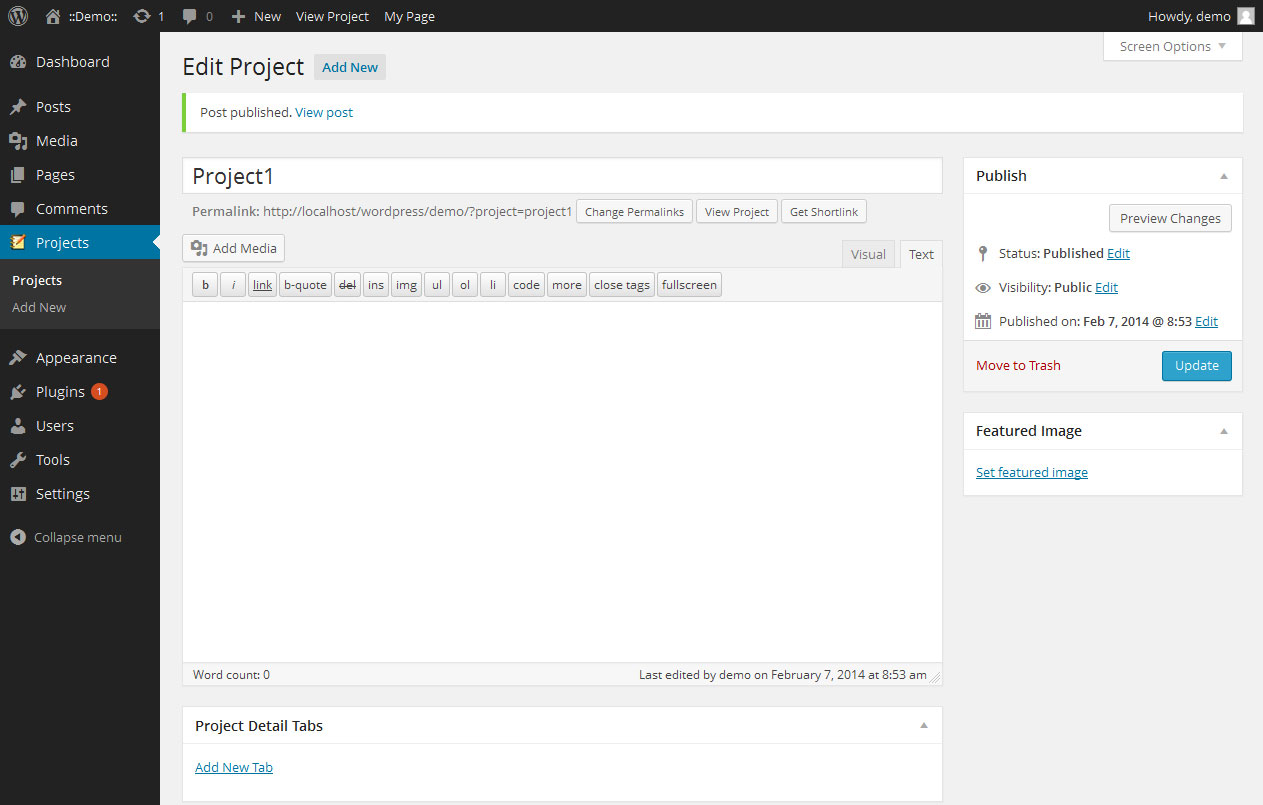 ::Demo:: 1 0 New View Project My Page Howdy, demo
Screen Options
Dashboard
Posts
Media
Pages
Comments
Projects
Projects
Add New
Appearance
Plugins 1
Users
Tools
Settings
Collapse menu
Edit Project Add New
Post published. View post
Project1
Permalink: http://localhost/wordpress/demo/?project=project1 Change Permalinks View Project Get Shortlink
Add Media Visual Text
b i link b-quote del ins img ul ol li code more close tags fullscreen
Word count: 0 Last edited by demo on February 7, 2014 at 8:53 am
Project Detail Tabs
Add New Tab
Publish
Preview Changes
Status: Published Edit
Visibility: Public Edit
Published on: Feb 7, 2014 @ 8:53 Edit
Move to Trash Update
Featured Image
Set featured image